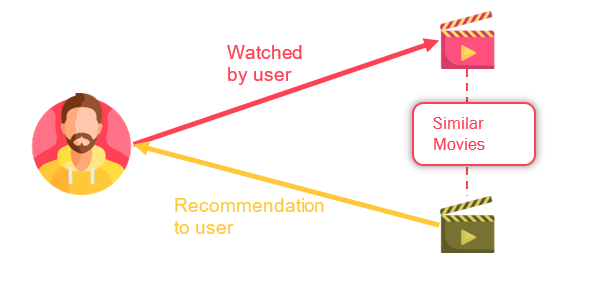 Watched
by user
Similar
Movies
Recommendation
to user